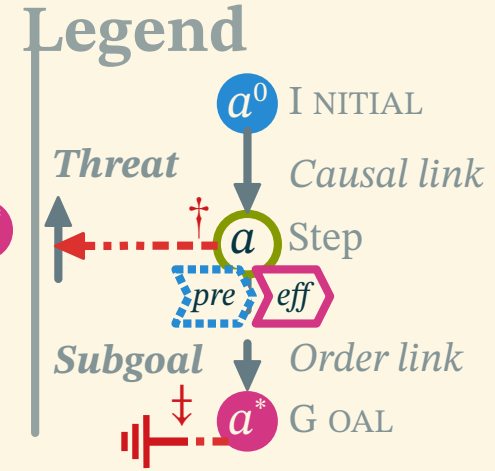 Legend
a⁰ I NITIAL
Threat
Causal link
†
a Step
pre eff
Subgoal
Order link
‡
a* G OAL